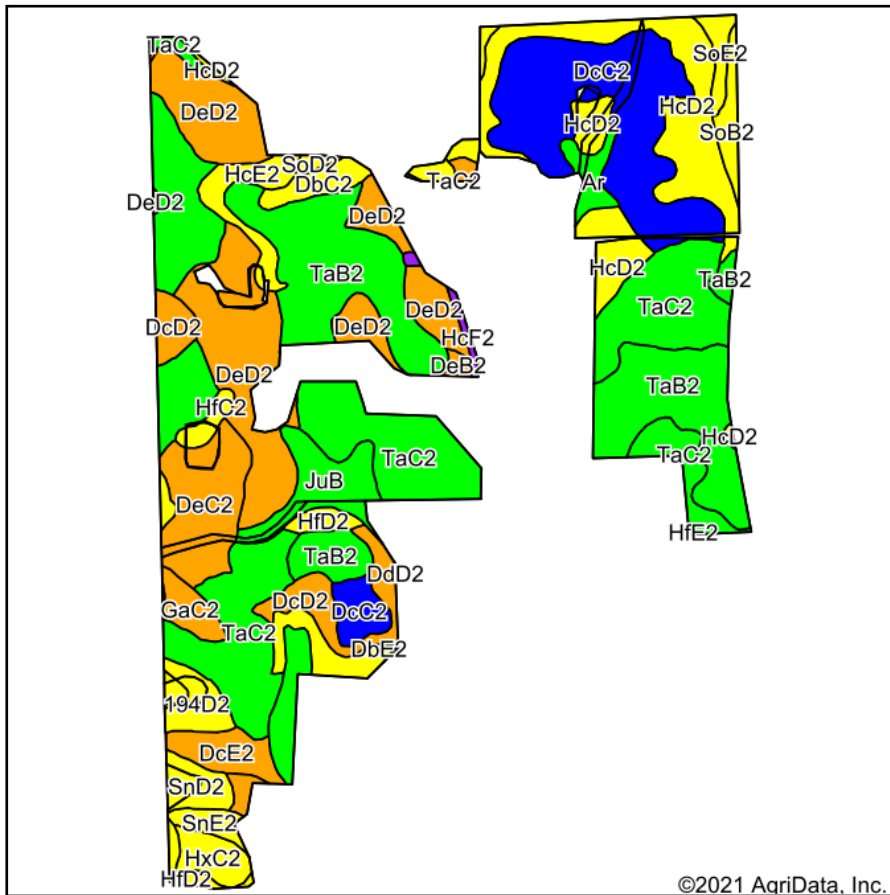 TaC2
HcD2
DeD2
SoE2
DcC2
HcD2
HcD2
SoB2
SoD2
HcE2
DbC2
TaC2
Ar
DeD2
DeD2
TaB2
HcD2
TaB2
TaC2
DeD2
DcD2
DeD2
HcF2
DeB2
DeD2
TaB2
HfC2
HcD2
TaC2
TaC2
JuB
DeC2
HfD2
HfE2
TaB2
DdD2
DcD2
GaC2
DcC2
TaC2
DbE2
194D2
DcE2
SnD2
SnE2
HxC2
HfD2
©2021 AgriData, Inc.